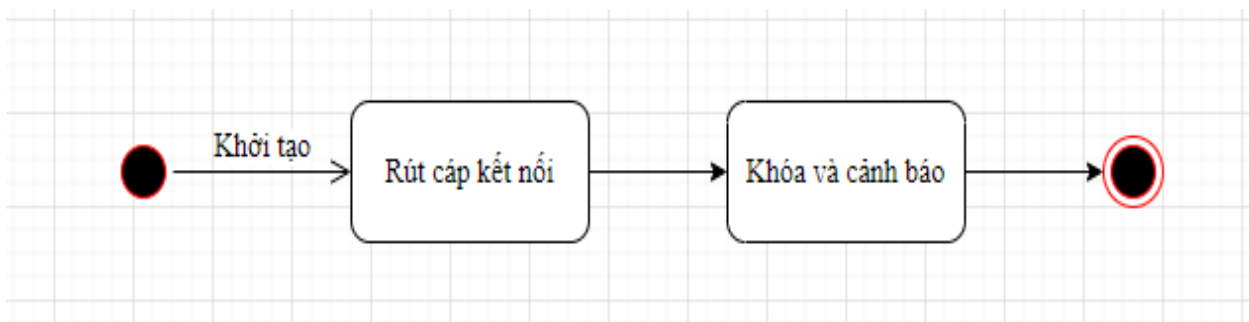 Khởi tạo
Rút cáp kết nối
Khóa và cảnh báo